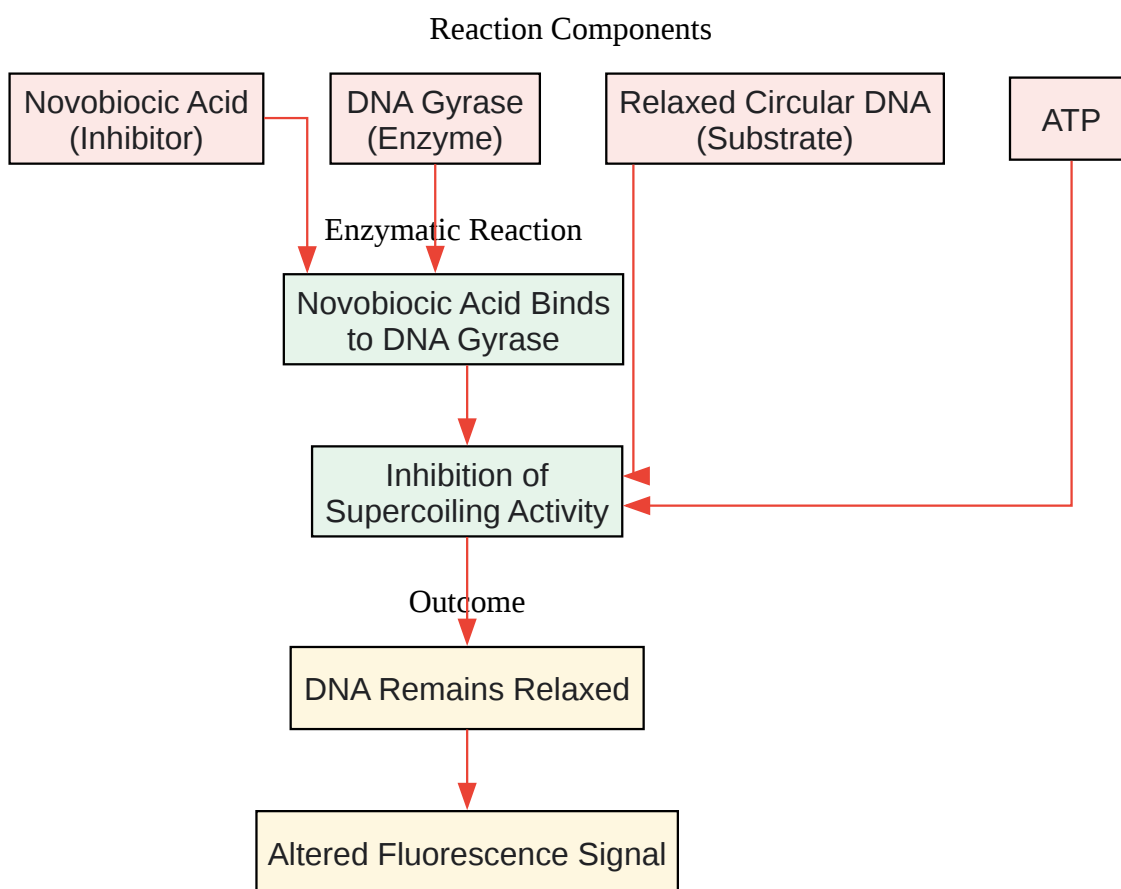 Reaction Components
Novobiocic Acid
(Inhibitor)
DNA Gyrase
(Enzyme)
Relaxed Circular DNA
(Substrate)
ATP
Enzymatic Reaction
Novobiocic Acid Binds
to DNA Gyrase
Inhibition of
Supercoiling Activity
Outcome
DNA Remains Relaxed
Altered Fluorescence Signal